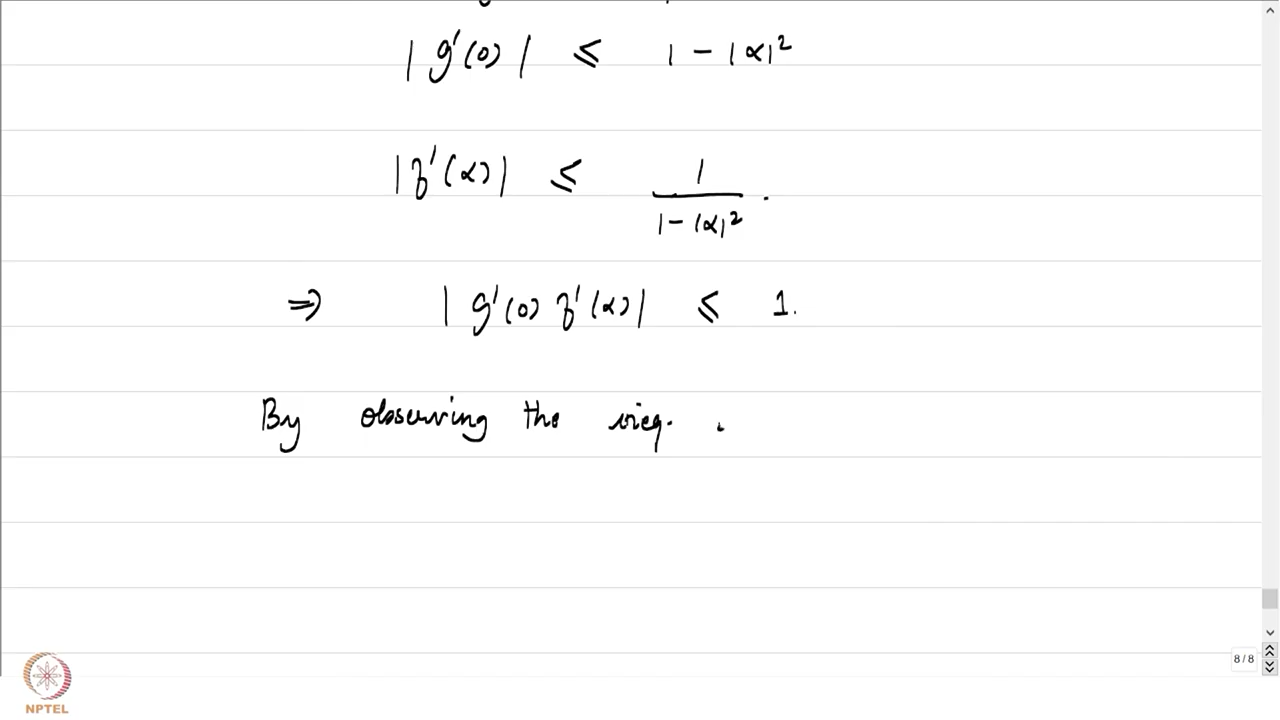 |g'(0)| ≤ 1 - |α|²
|f'(α)| ≤ 1 / (1 - |α|²) .
⇒ |g'(0) f'(α)| ≤ 1.
By observing the ineq.
8 / 8
NPTEL